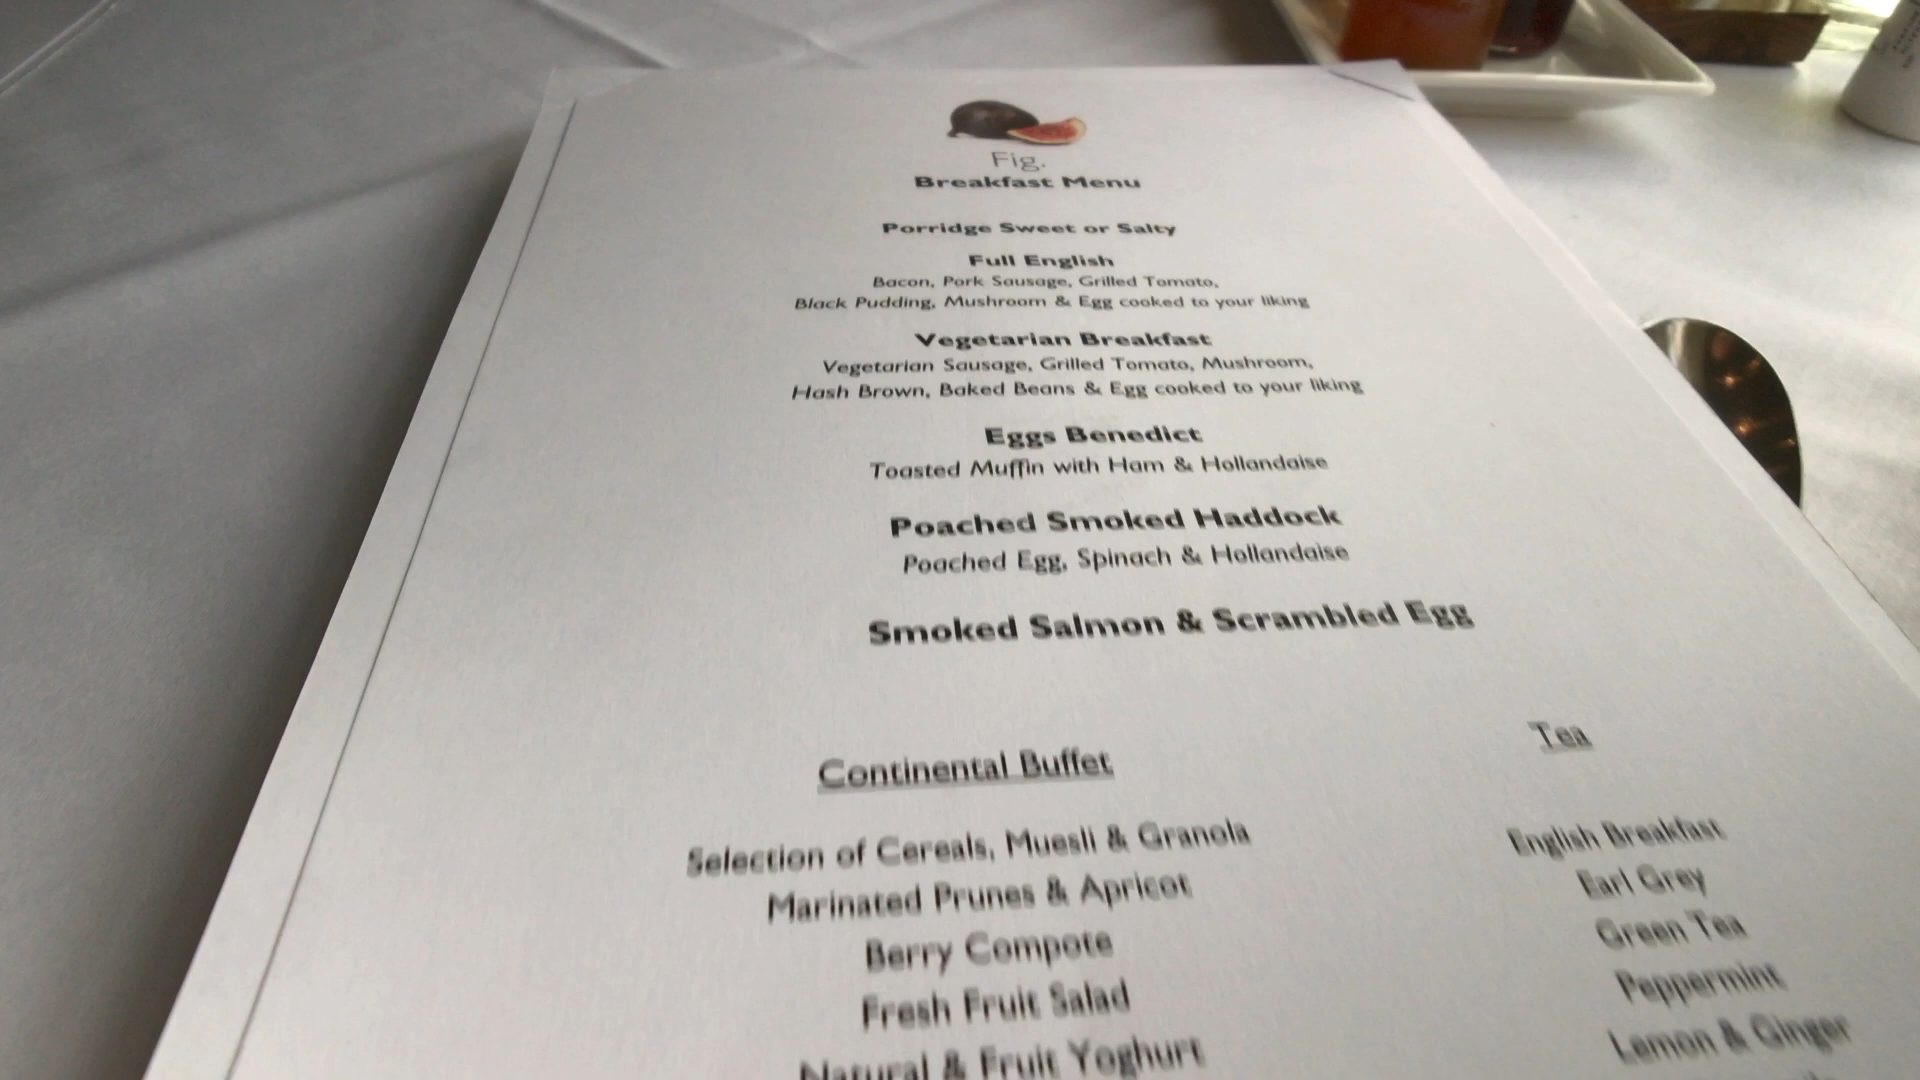 Fig.
Breakfast Menu
Porridge Sweet or Salty
Full English
Bacon, Pork Sausage, Grilled Tomato,
Black Pudding, Mushroom & Egg cooked to your liking
Vegetarian Breakfast
Vegetarian Sausage, Grilled Tomato, Mushroom,
Hash Brown, Baked Beans & Egg cooked to your liking
Eggs Benedict
Toasted Muffin with Ham & Hollandaise
Poached Smoked Haddock
Poached Egg, Spinach & Hollandaise
Smoked Salmon & Scrambled Egg
Continental Buffet
Selection of Cereals, Muesli & Granola
Marinated Prunes & Apricot
Berry Compote
Fresh Fruit Salad
Natural & Fruit Yoghurt
Tea
English Breakfast
Earl Grey
Green Tea
Peppermint
Lemon & Ginger